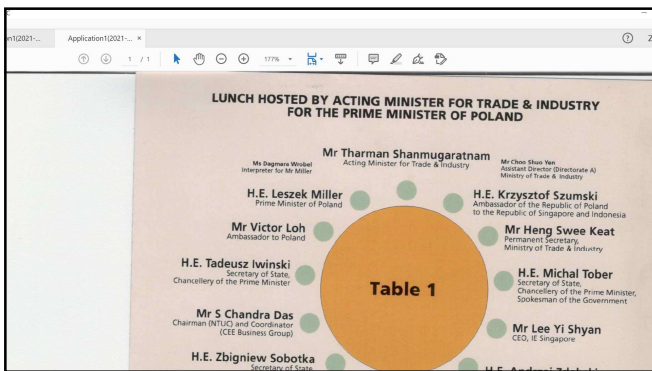 Application1(2021-...
1 / 1
177%
LUNCH HOSTED BY ACTING MINISTER FOR TRADE & INDUSTRY
FOR THE PRIME MINISTER OF POLAND
Mr Tharman Shanmugaratnam
Acting Minister for Trade & Industry
Ms Dagmara Wrobel
Interpreter for Mr Miller
Mr Choo Shuo Yen
Assistant Director (Directorate A)
Ministry of Trade & Industry
H.E. Leszek Miller
Prime Minister of Poland
H.E. Krzysztof Szumski
Ambassador of the Republic of Poland
to the Republic of Singapore and Indonesia
Mr Victor Loh
Ambassador to Poland
Mr Heng Swee Keat
Permanent Secretary,
Ministry of Trade & Industry
H.E. Tadeusz Iwinski
Secretary of State,
Chancellery of the Prime Minister
H.E. Michal Tober
Secretary of State,
Chancellery of the Prime Minister,
Spokesman of the Government
Table 1
Mr S Chandra Das
Chairman (NTUC) and Coordinator
(CEE Business Group)
Mr Lee Yi Shyan
CEO, IE Singapore
H.E. Zbigniew Sobotka
Secretary of State